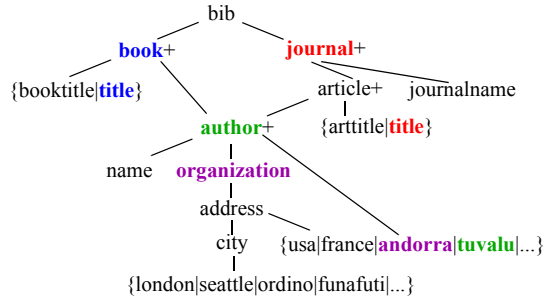 bib
book+ journal+
{booktitle|title} article+ journalname
author+ {arttitle|title}
name organization
address
city {usa|france|andorra|tuvalu|...}
{london|seattle|ordino|funafuti|...}